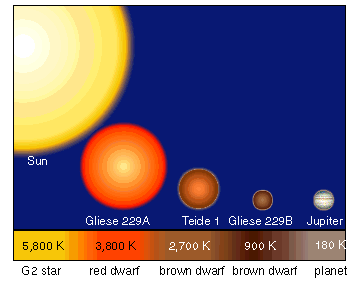 Sun
Gliese 229A Teide 1 Gliese 229B Jupiter
5,800 K 3,800 K 2,700 K 900 K 180 K
G2 star red dwarf brown dwarf brown dwarf planet